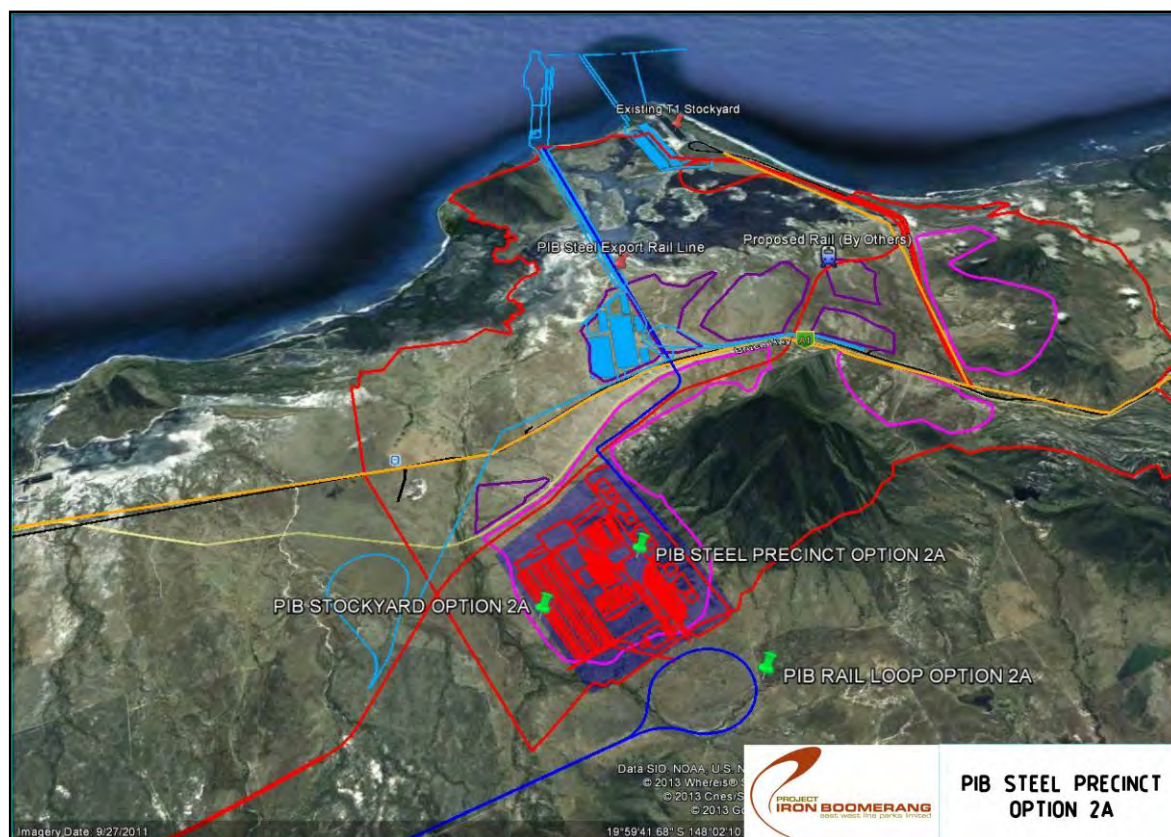 Existing T1 Stockyard
PIB Steel Export Rail Line
Proposed Rail (By Others)
A1
PIB STEEL PRECINCT OPTION 2A
PIB STOCKYARD OPTION 2A
PIB RAIL LOOP OPTION 2A
Data SIO, NOAA, U.S. N
© 2013 Whereis®
© 2013 Cnes/S
© 2013 G
Imagery Date: 9/27/2011
19°59'41.68" S 148°02'10
PROJECT
IRON BOOMERANG
east west line parks limited
PIB STEEL PRECINCT
OPTION 2A